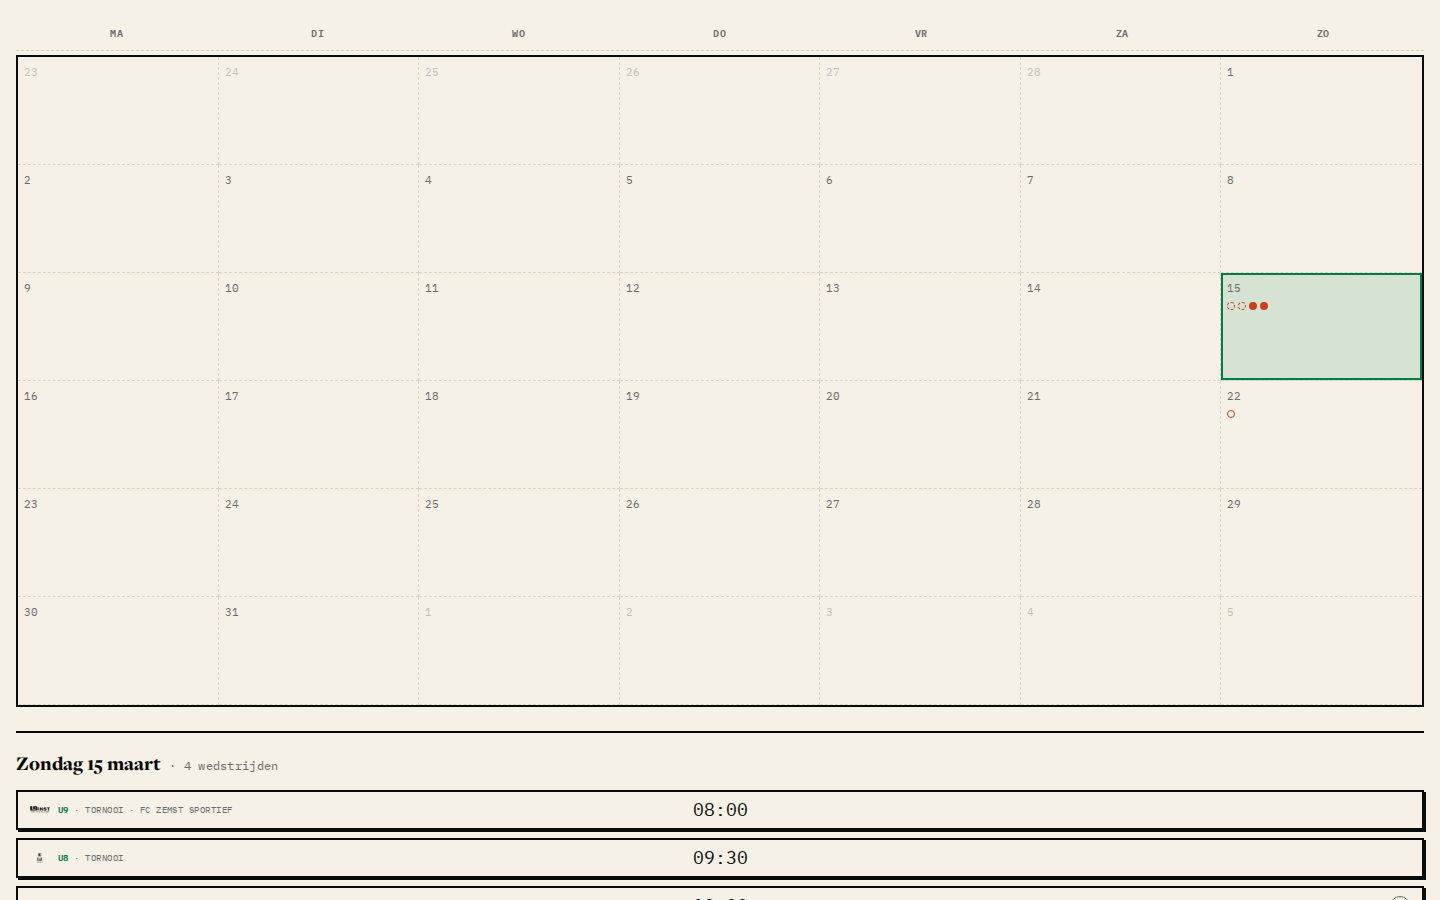 MA DI WO DO VR ZA ZO
23 24 25 26 27 28 1
2 3 4 5 6 7 8
9 10 11 12 13 14 15
16 17 18 19 20 21 22
23 24 25 26 27 28 29
30 31 1 2 3 4 5
Zondag 15 maart · 4 wedstrijden
U9 · TORNOOI · FC ZEMST SPORTIEF 08:00
U8 · TORNOOI 09:30